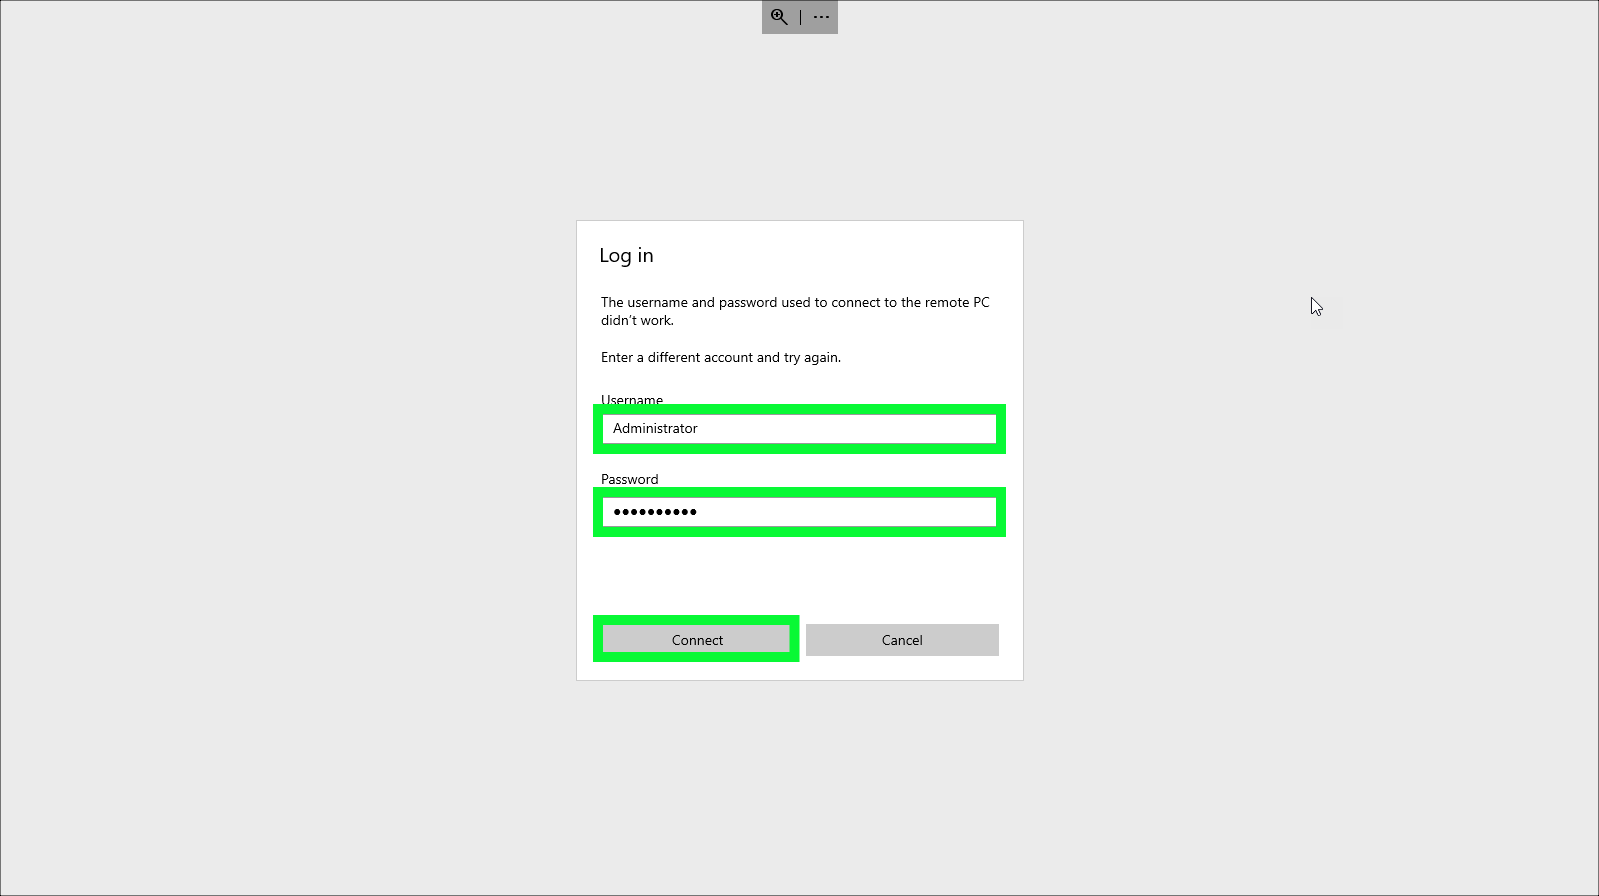 Log in
The username and password used to connect to the remote PC
didn't work.
Enter a different account and try again.
Username
Administrator
Password
●●●●●●●●●●
Connect
Cancel